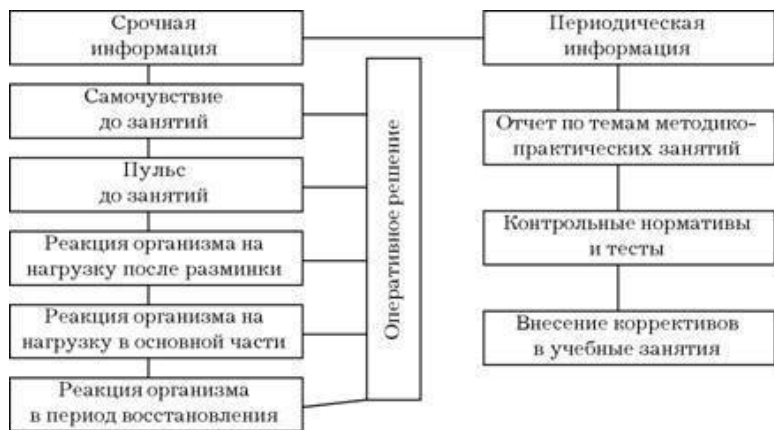 Срочная
информация
Самочувствие
до занятий
Пульс
до занятий
Реакция организма на
нагрузку после разминки
Реакция организма на
нагрузку в основной части
Реакция организма
в период восстановления
Оперативное решение
Периодическая
информация
Отчет по темам методико-
практических занятий
Контрольные нормативы
и тесты
Внесение коррективов
в учебные занятия